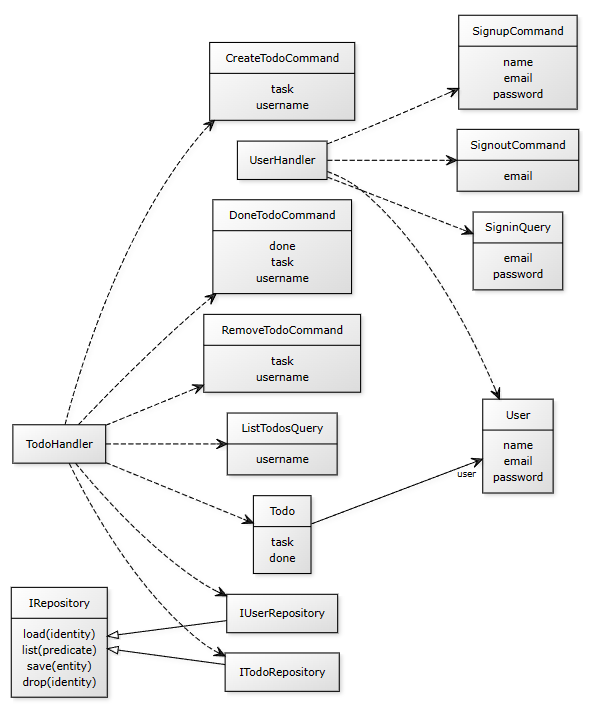 SignupCommand
name
email
password
CreateTodoCommand
task
username
UserHandler
SignoutCommand
email
DoneTodoCommand
done
task
username
SigninQuery
email
password
RemoveTodoCommand
task
username
User
name
email
password
TodoHandler
ListTodosQuery
username
user
Todo
task
done
IRepository
load(identity)
list(predicate)
save(entity)
drop(identity)
IUserRepository
ITodoRepository